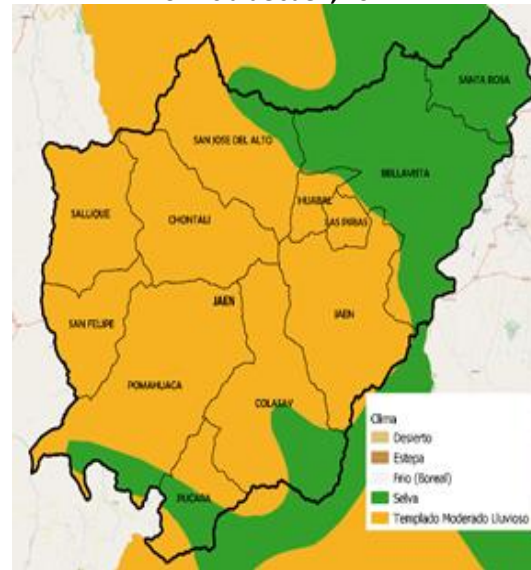 SANTA ROSA
SAN JOSE DEL ALTO
BELLAVISTA
HUABAL
SALLIQUE
CHONTALI
LAS PIRIAS
JAEN
JAEN
SAN FELIPE
POMAHUACA
COLASAY
PUCARA
Clima
Desierto
Estepa
Frio (Boreal)
Selva
Templado Moderado Lluvioso